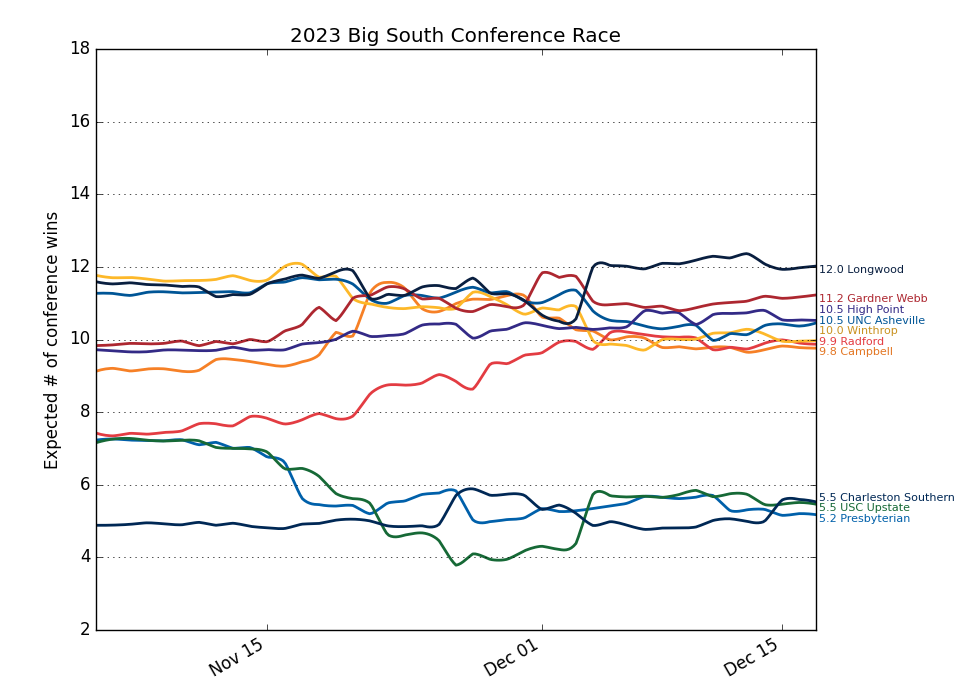 2023 Big South Conference Race
Expected # of conference wins
18
16
14
12
10
8
6
4
2
12.0 Longwood
11.2 Gardner Webb
10.5 High Point
10.5 UNC Asheville
10.0 Winthrop
9.9 Radford
9.8 Campbell
5.5 Charleston Southern
5.5 USC Upstate
5.2 Presbyterian
Nov 15
Dec 01
Dec 15